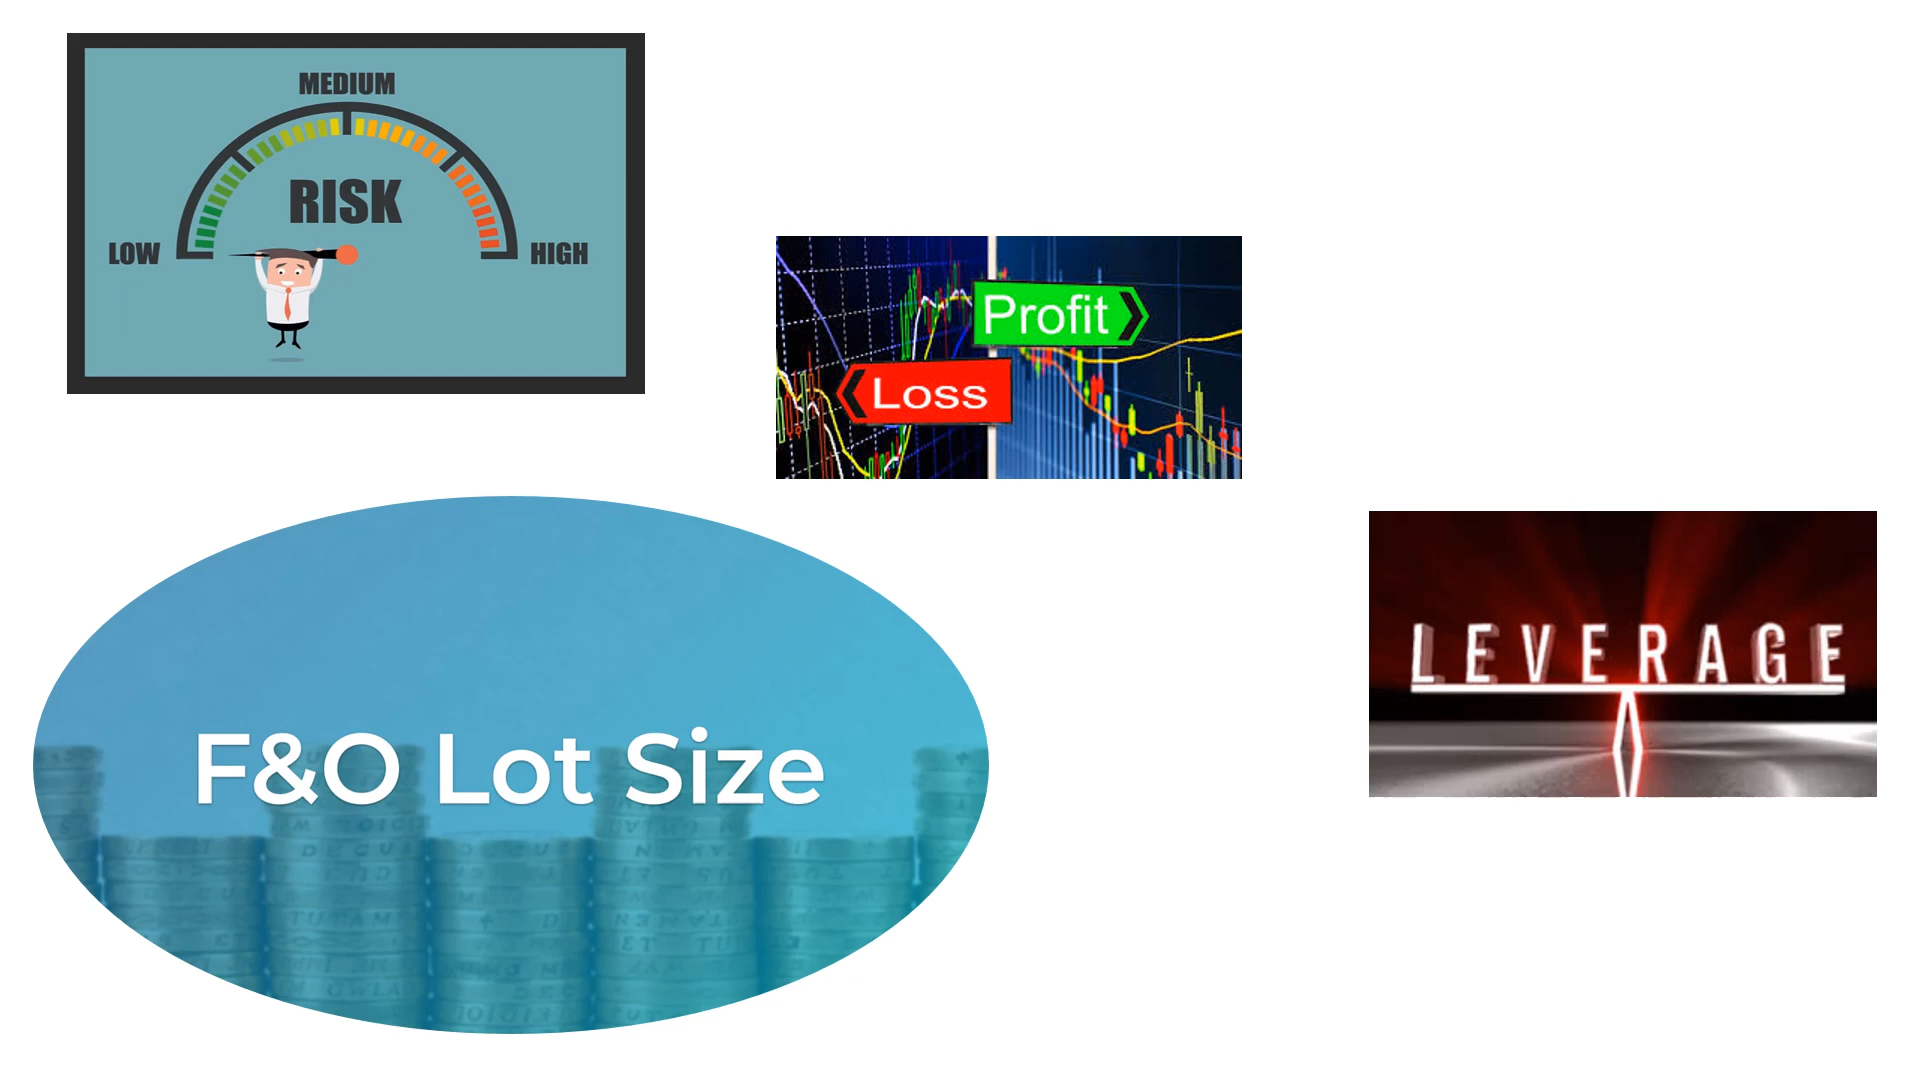 MEDIUM
RISK
LOW
HIGH
Profit
Loss
LEVERAGE
F&O Lot Size